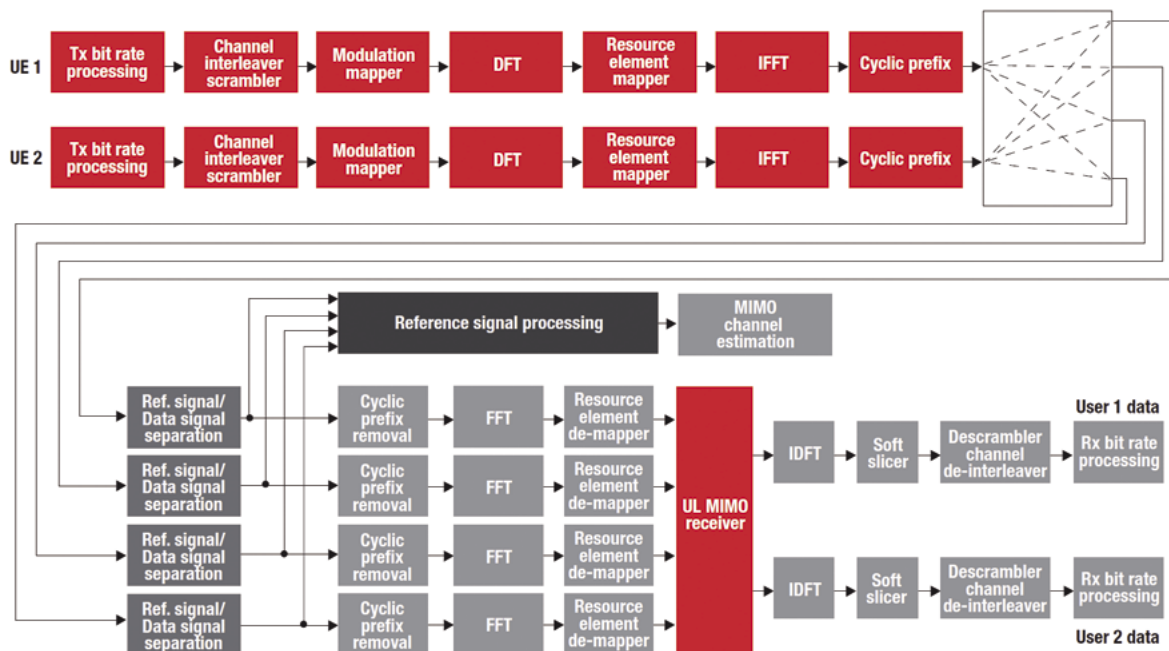 UE 1
Tx bit rate
processing
Channel
interleaver
scrambler
Modulation
mapper
DFT
Resource
element
mapper
IFFT
Cyclic prefix
UE 2
Tx bit rate
processing
Channel
interleaver
scrambler
Modulation
mapper
DFT
Resource
element
mapper
IFFT
Cyclic prefix
Reference signal processing
MIMO
channel
estimation
Ref. signal/
Data signal
separation
Cyclic
prefix
removal
FFT
Resource
element
de-mapper
Ref. signal/
Data signal
separation
Cyclic
prefix
removal
FFT
Resource
element
de-mapper
Ref. signal/
Data signal
separation
Cyclic
prefix
removal
FFT
Resource
element
de-mapper
Ref. signal/
Data signal
separation
Cyclic
prefix
removal
FFT
Resource
element
de-mapper
UL MIMO
receiver
User 1 data
IDFT
Soft
slicer
Descrambler
channel
de-interleaver
Rx bit rate
processing
IDFT
Soft
slicer
Descrambler
channel
de-interleaver
Rx bit rate
processing
User 2 data